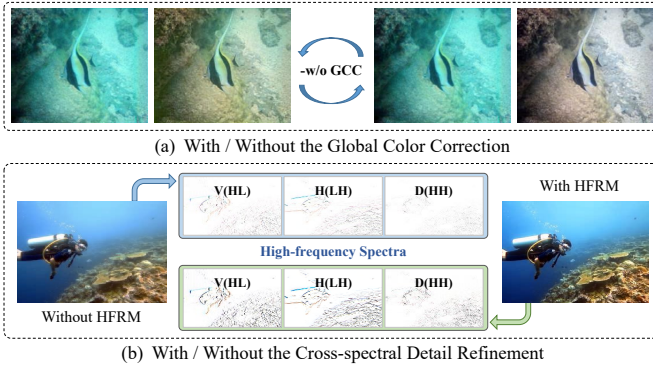 -w/o GCC
(a) With / Without the Global Color Correction
V(HL) H(LH) D(HH)
With HFRM
High-frequency Spectra
V(HL) H(LH) D(HH)
Without HFRM
(b) With / Without the Cross-spectral Detail Refinement